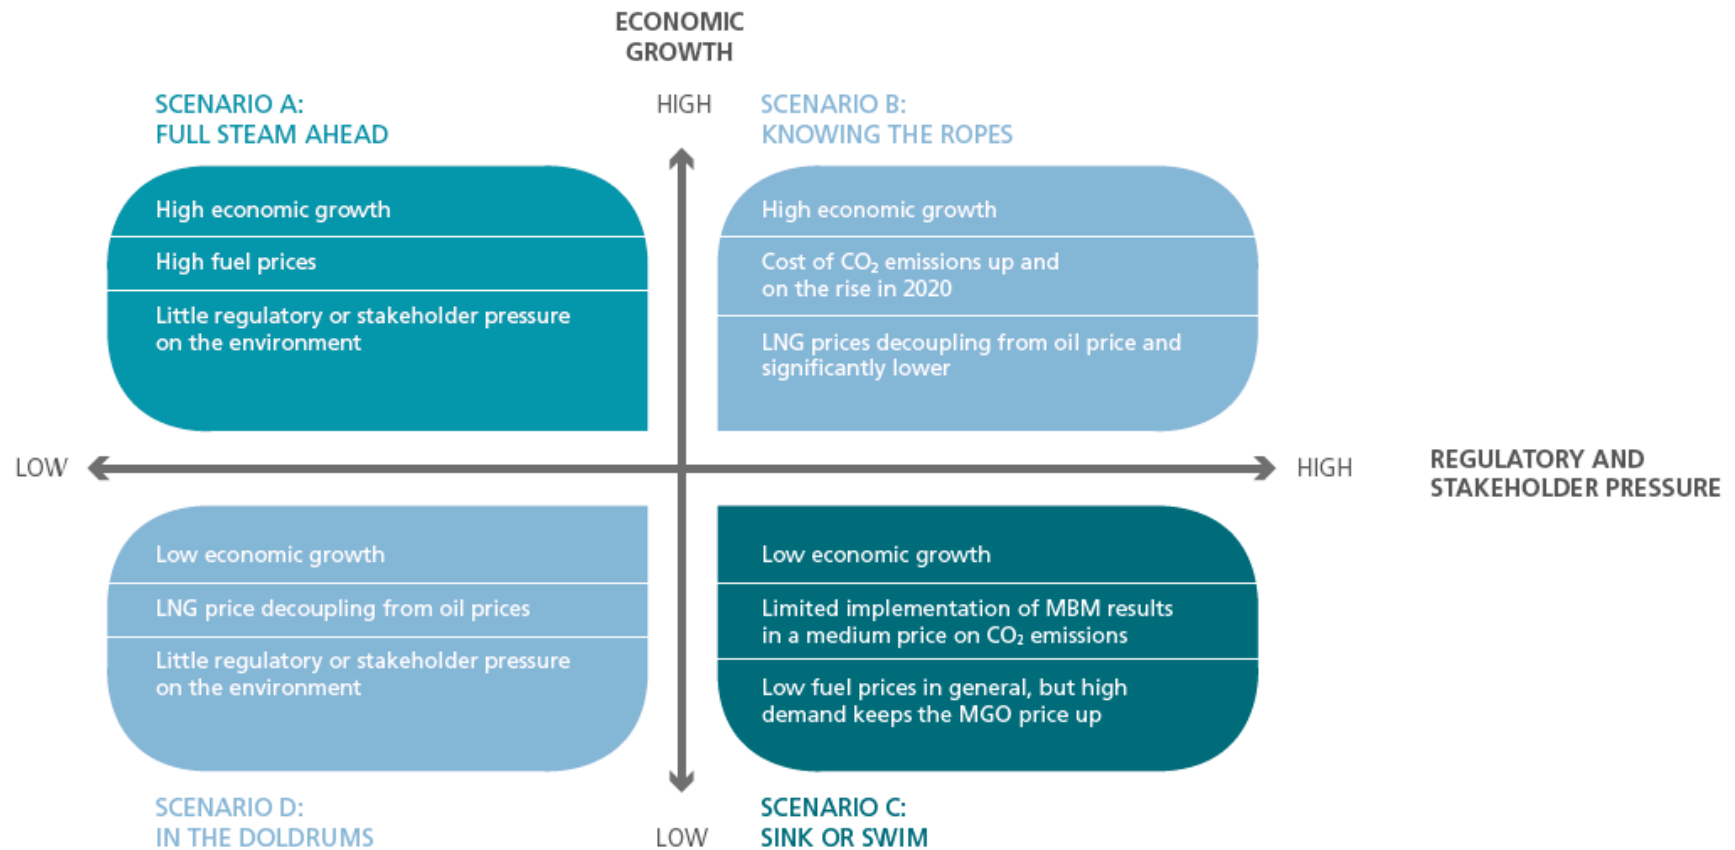 ECONOMIC
GROWTH
HIGH
SCENARIO A:
FULL STEAM AHEAD
High economic growth
High fuel prices
Little regulatory or stakeholder pressure
on the environment
SCENARIO B:
KNOWING THE ROPES
High economic growth
Cost of CO₂ emissions up and
on the rise in 2020
LNG prices decoupling from oil price and
significantly lower
LOW
HIGH
REGULATORY AND
STAKEHOLDER PRESSURE
Low economic growth
LNG price decoupling from oil prices
Little regulatory or stakeholder pressure
on the environment
SCENARIO D:
IN THE DOLDRUMS
Low economic growth
Limited implementation of MBM results
in a medium price on CO₂ emissions
Low fuel prices in general, but high
demand keeps the MGO price up
SCENARIO C:
SINK OR SWIM
LOW